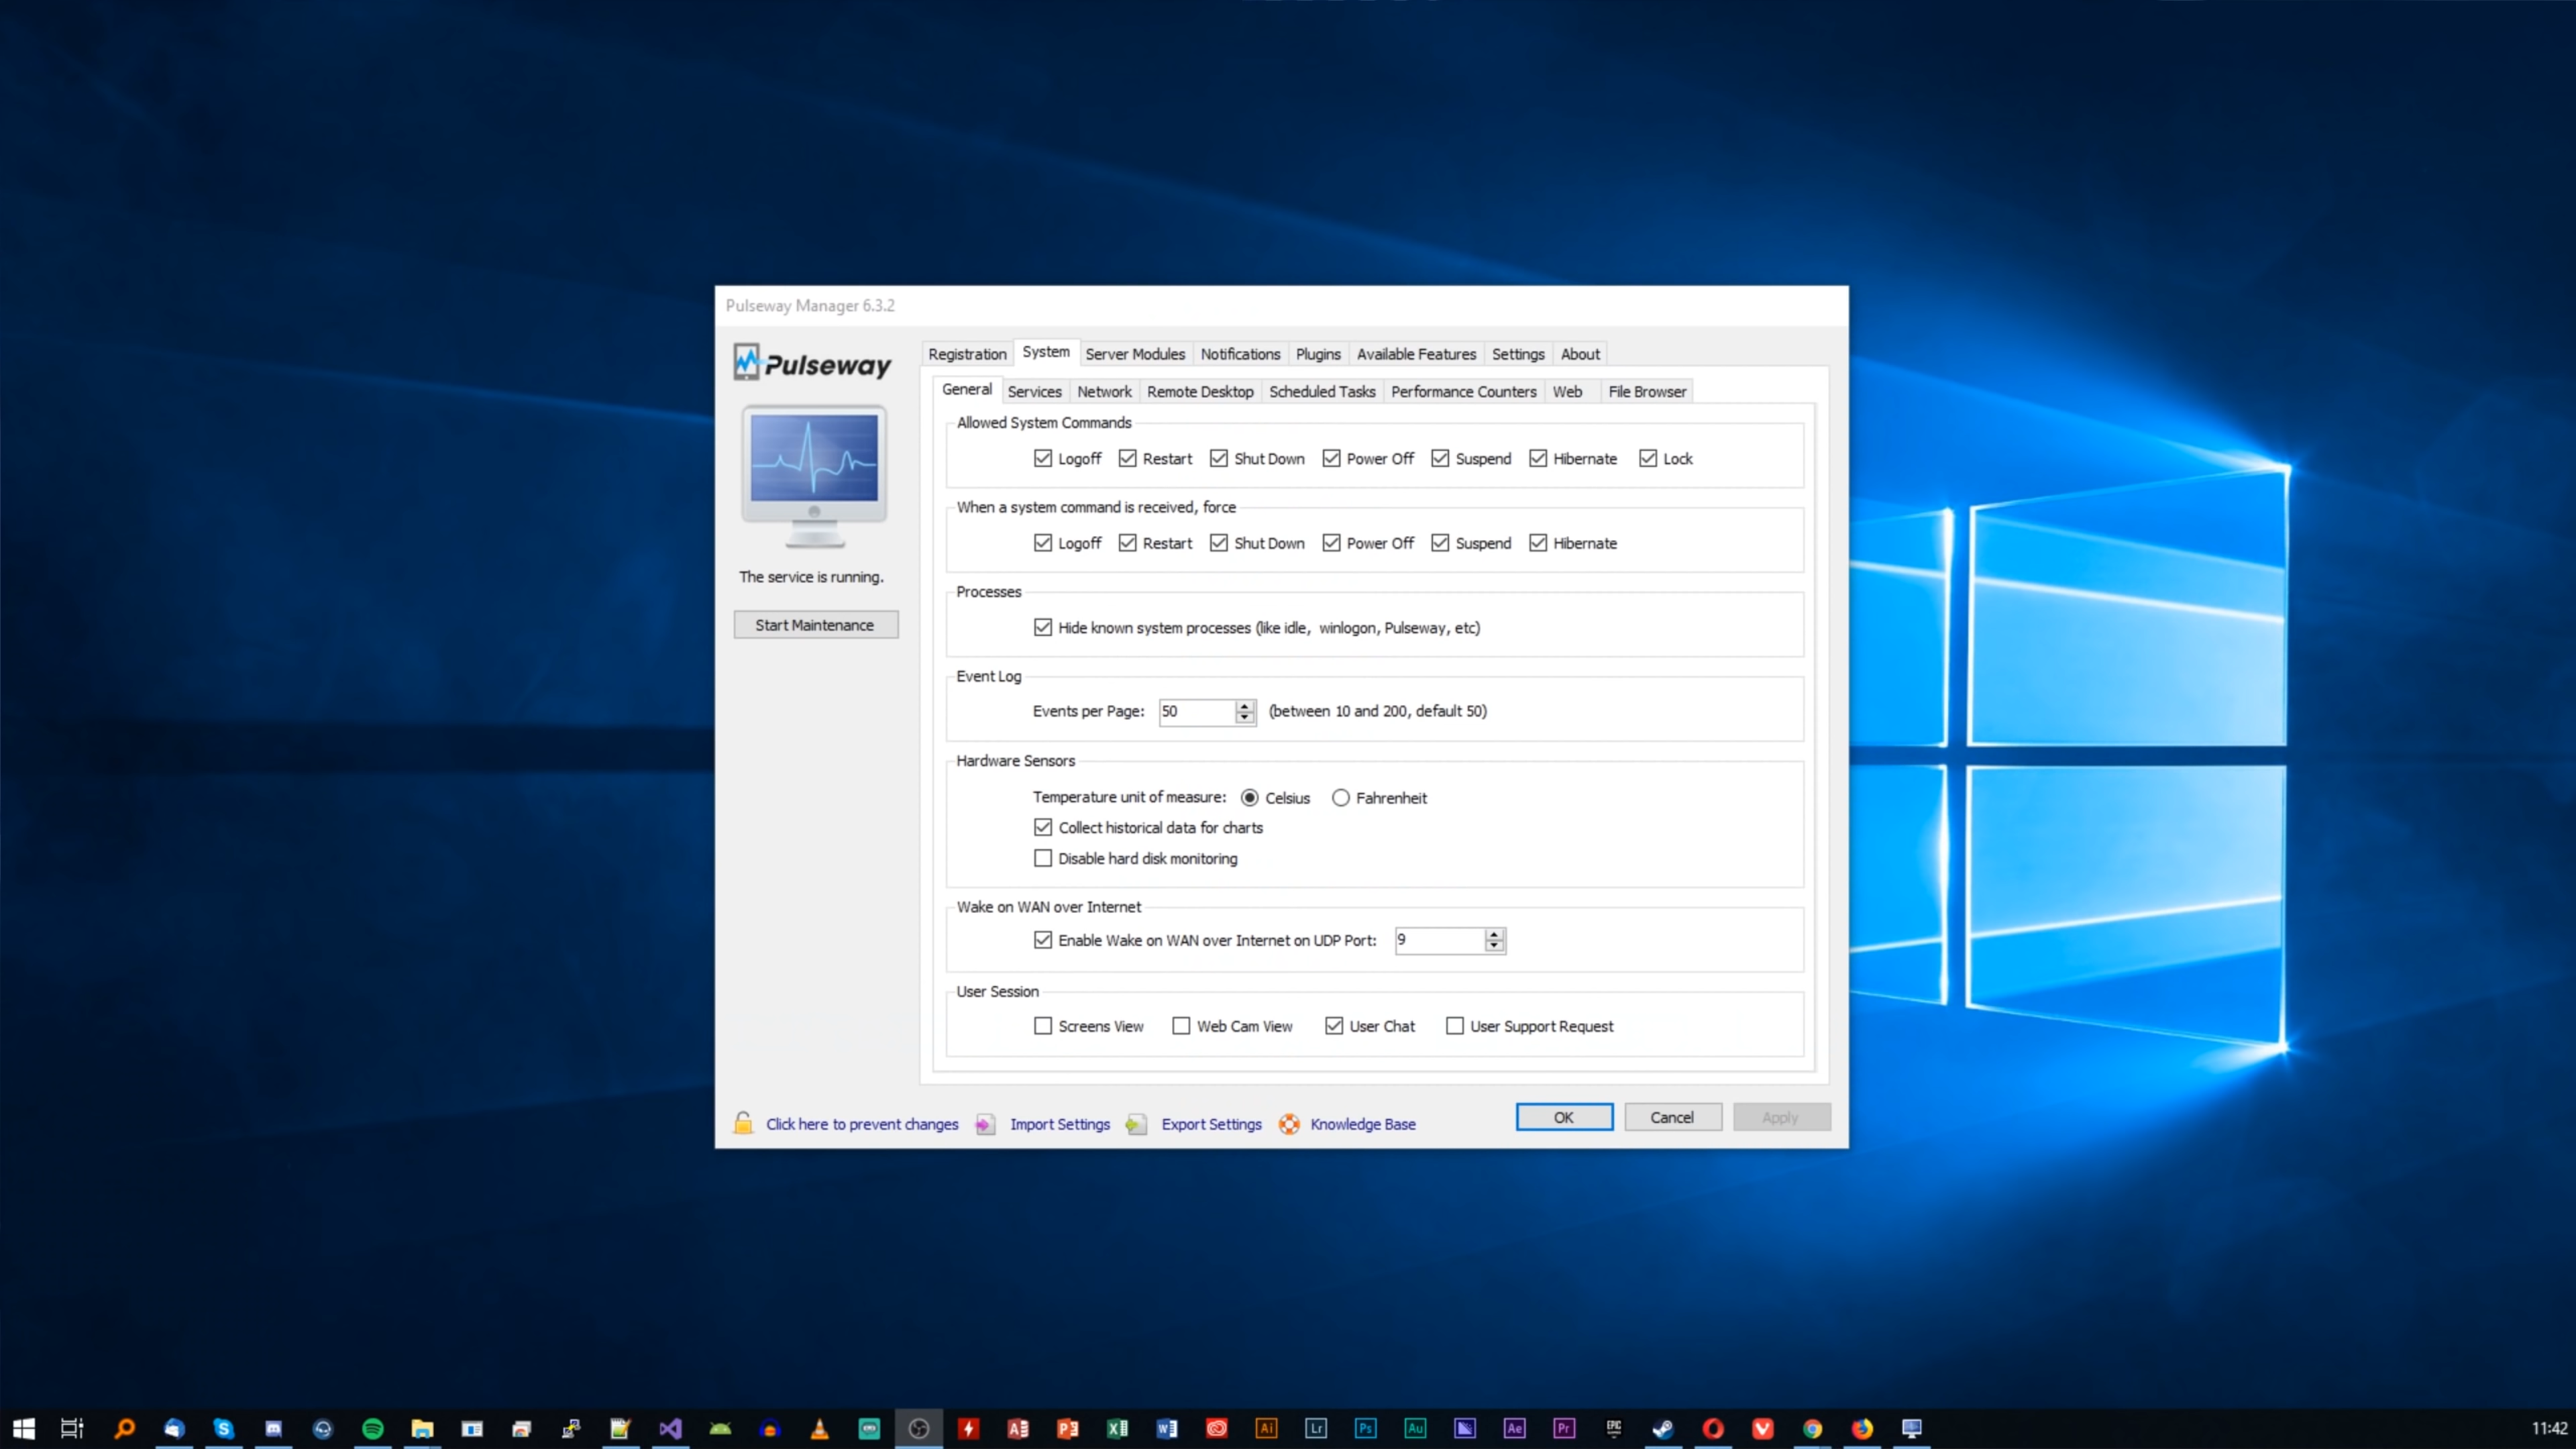 Pulseway Manager 6.3.2
Pulseway
Registration System Server Modules Notifications Plugins Available Features Settings About
General Services Network Remote Desktop Scheduled Tasks Performance Counters Web File Browser
Allowed System Commands
Logoff Restart Shut Down Power Off Suspend Hibernate Lock
When a system command is received, force
Logoff Restart Shut Down Power Off Suspend Hibernate
The service is running.
Start Maintenance
Processes
Hide known system processes (like idle, winlogon, Pulseway, etc)
Event Log
Events per Page: 50 (between 10 and 200, default 50)
Hardware Sensors
Temperature unit of measure: Celsius Fahrenheit
Collect historical data for charts
Disable hard disk monitoring
Wake on WAN over Internet
Enable Wake on WAN over Internet on UDP Port: 9
User Session
Screens View Web Cam View User Chat User Support Request
Click here to prevent changes Import Settings Export Settings Knowledge Base OK Cancel Apply
Ai Lr Ps Au Ae Pr EPIC 11:42